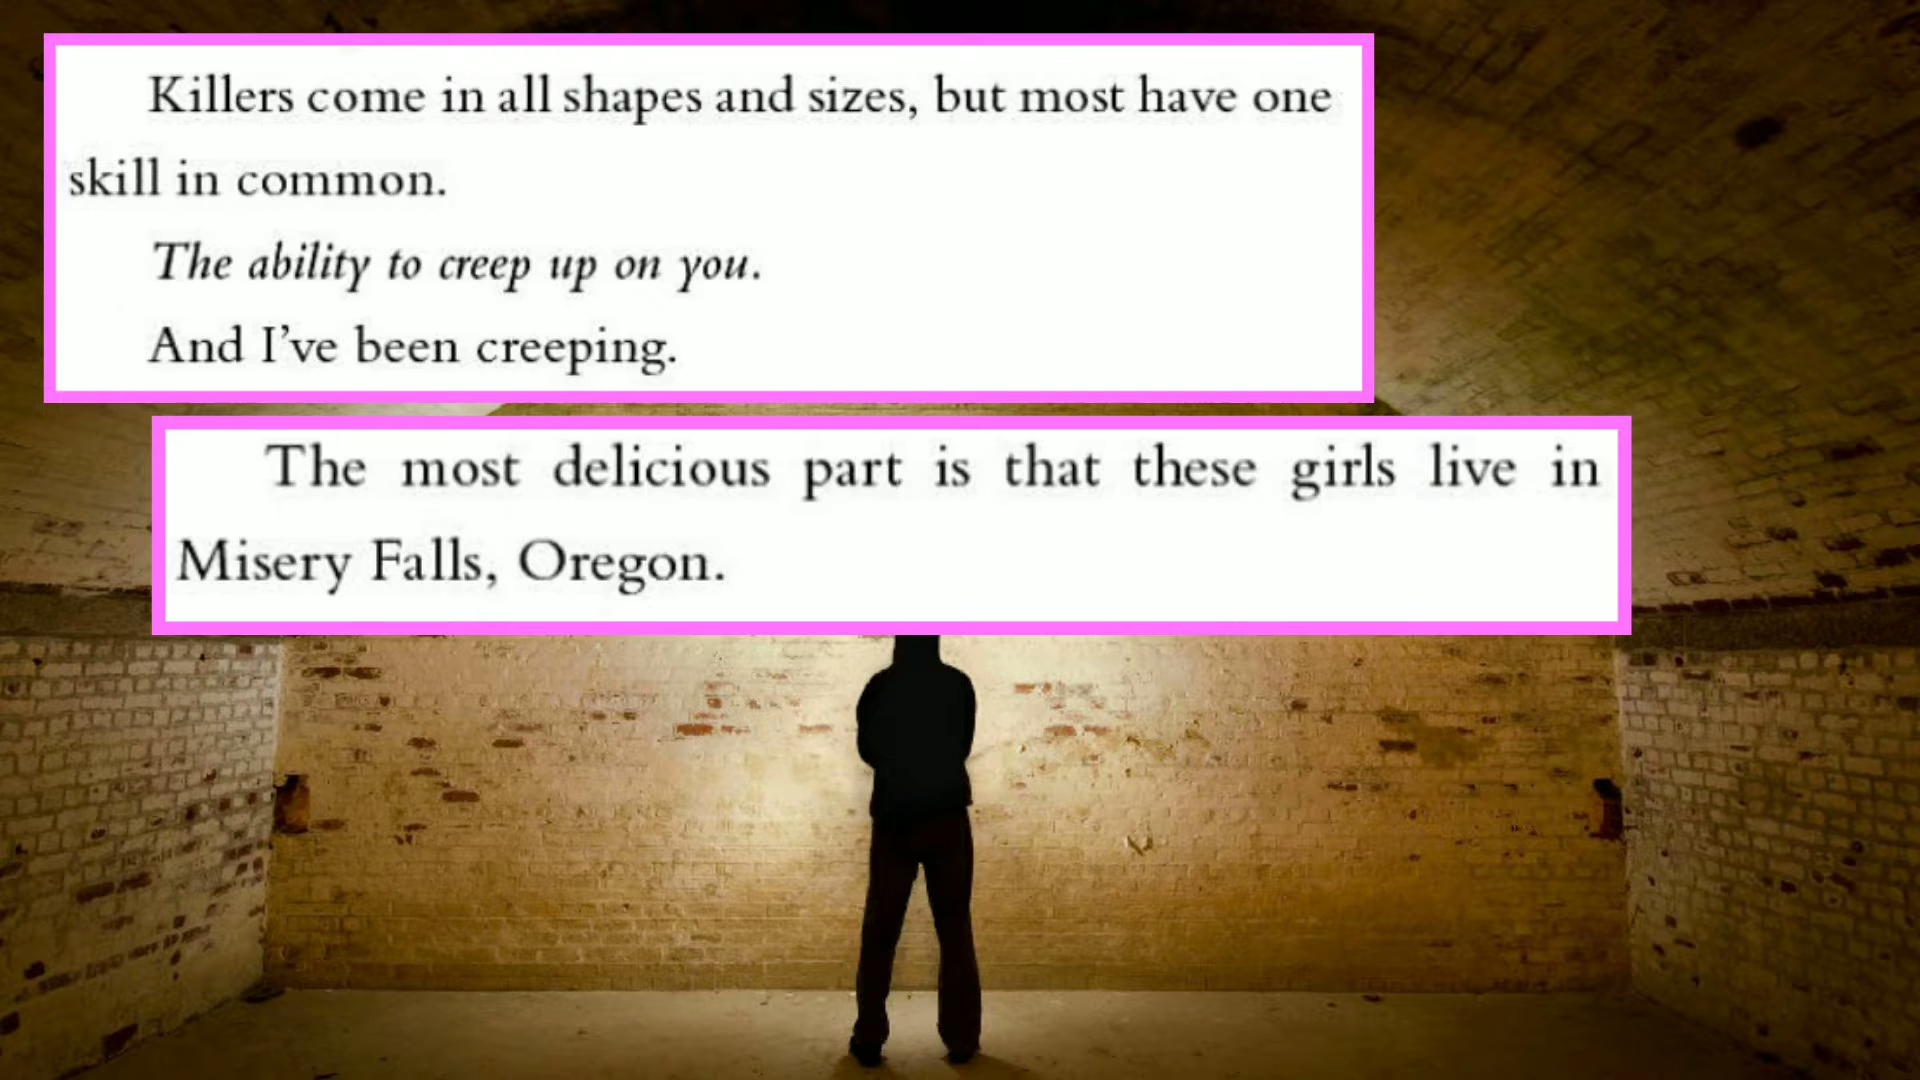 Killers come in all shapes and sizes, but most have one
skill in common.
The ability to creep up on you.
And I've been creeping.
The most delicious part is that these girls live in
Misery Falls, Oregon.